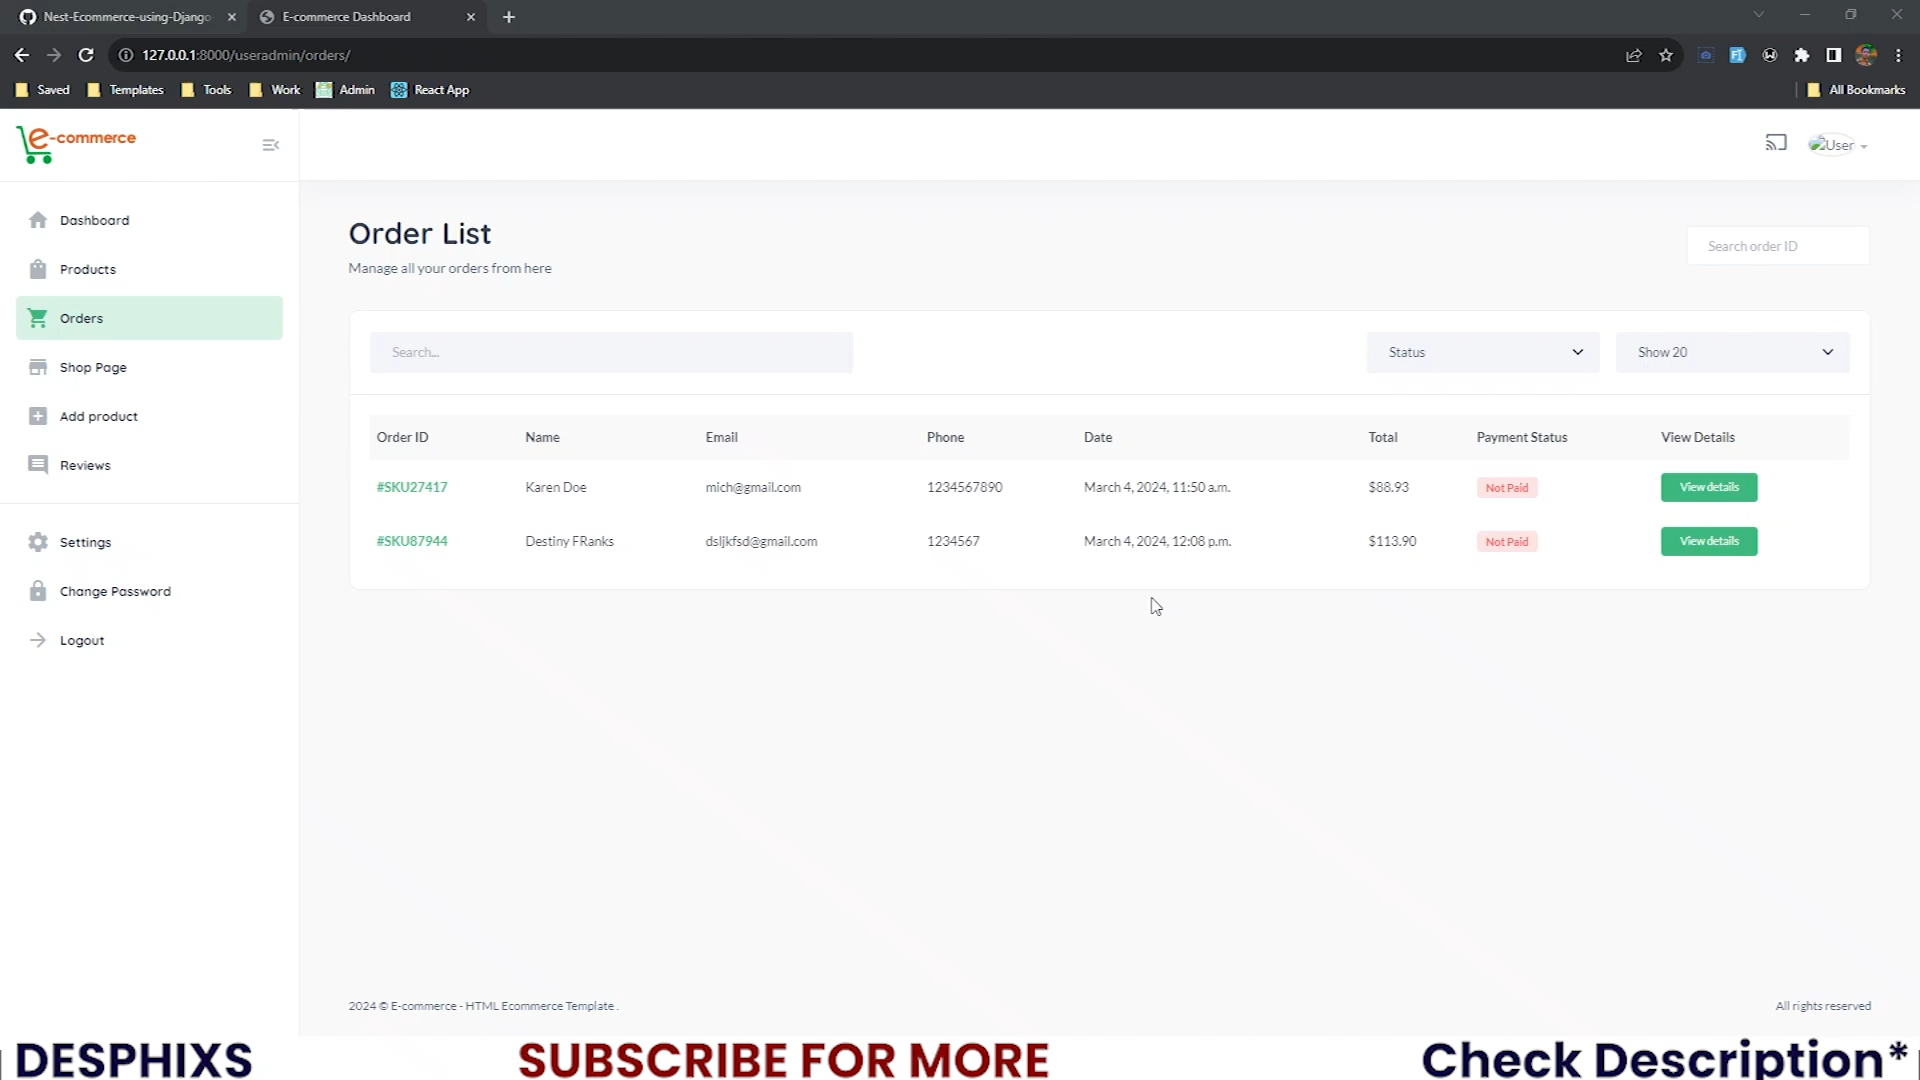 Nest-Ecommerce-using-Django
E-commerce Dashboard
127.0.0.1:8000/useradmin/orders/
Saved
Templates
Tools
Work
Admin
React App
All Bookmarks
e-commerce
User
Dashboard
Products
Orders
Shop Page
Add product
Reviews
Settings
Change Password
Logout
Order List
Manage all your orders from here
Search order ID
Search...
Status
Show 20
Order ID Name Email Phone Date Total Payment Status View Details
#SKU27417 Karen Doe mich@gmail.com 1234567890 March 4, 2024, 11:50 a.m. $88.93 Not Paid View details
#SKU87944 Destiny FRanks dsljkfsd@gmail.com 1234567 March 4, 2024, 12:08 p.m. $113.90 Not Paid View details
2024 © E-commerce - HTML Ecommerce Template .
All rights reserved
| DESPHIXS SUBSCRIBE FOR MORE Check Description*